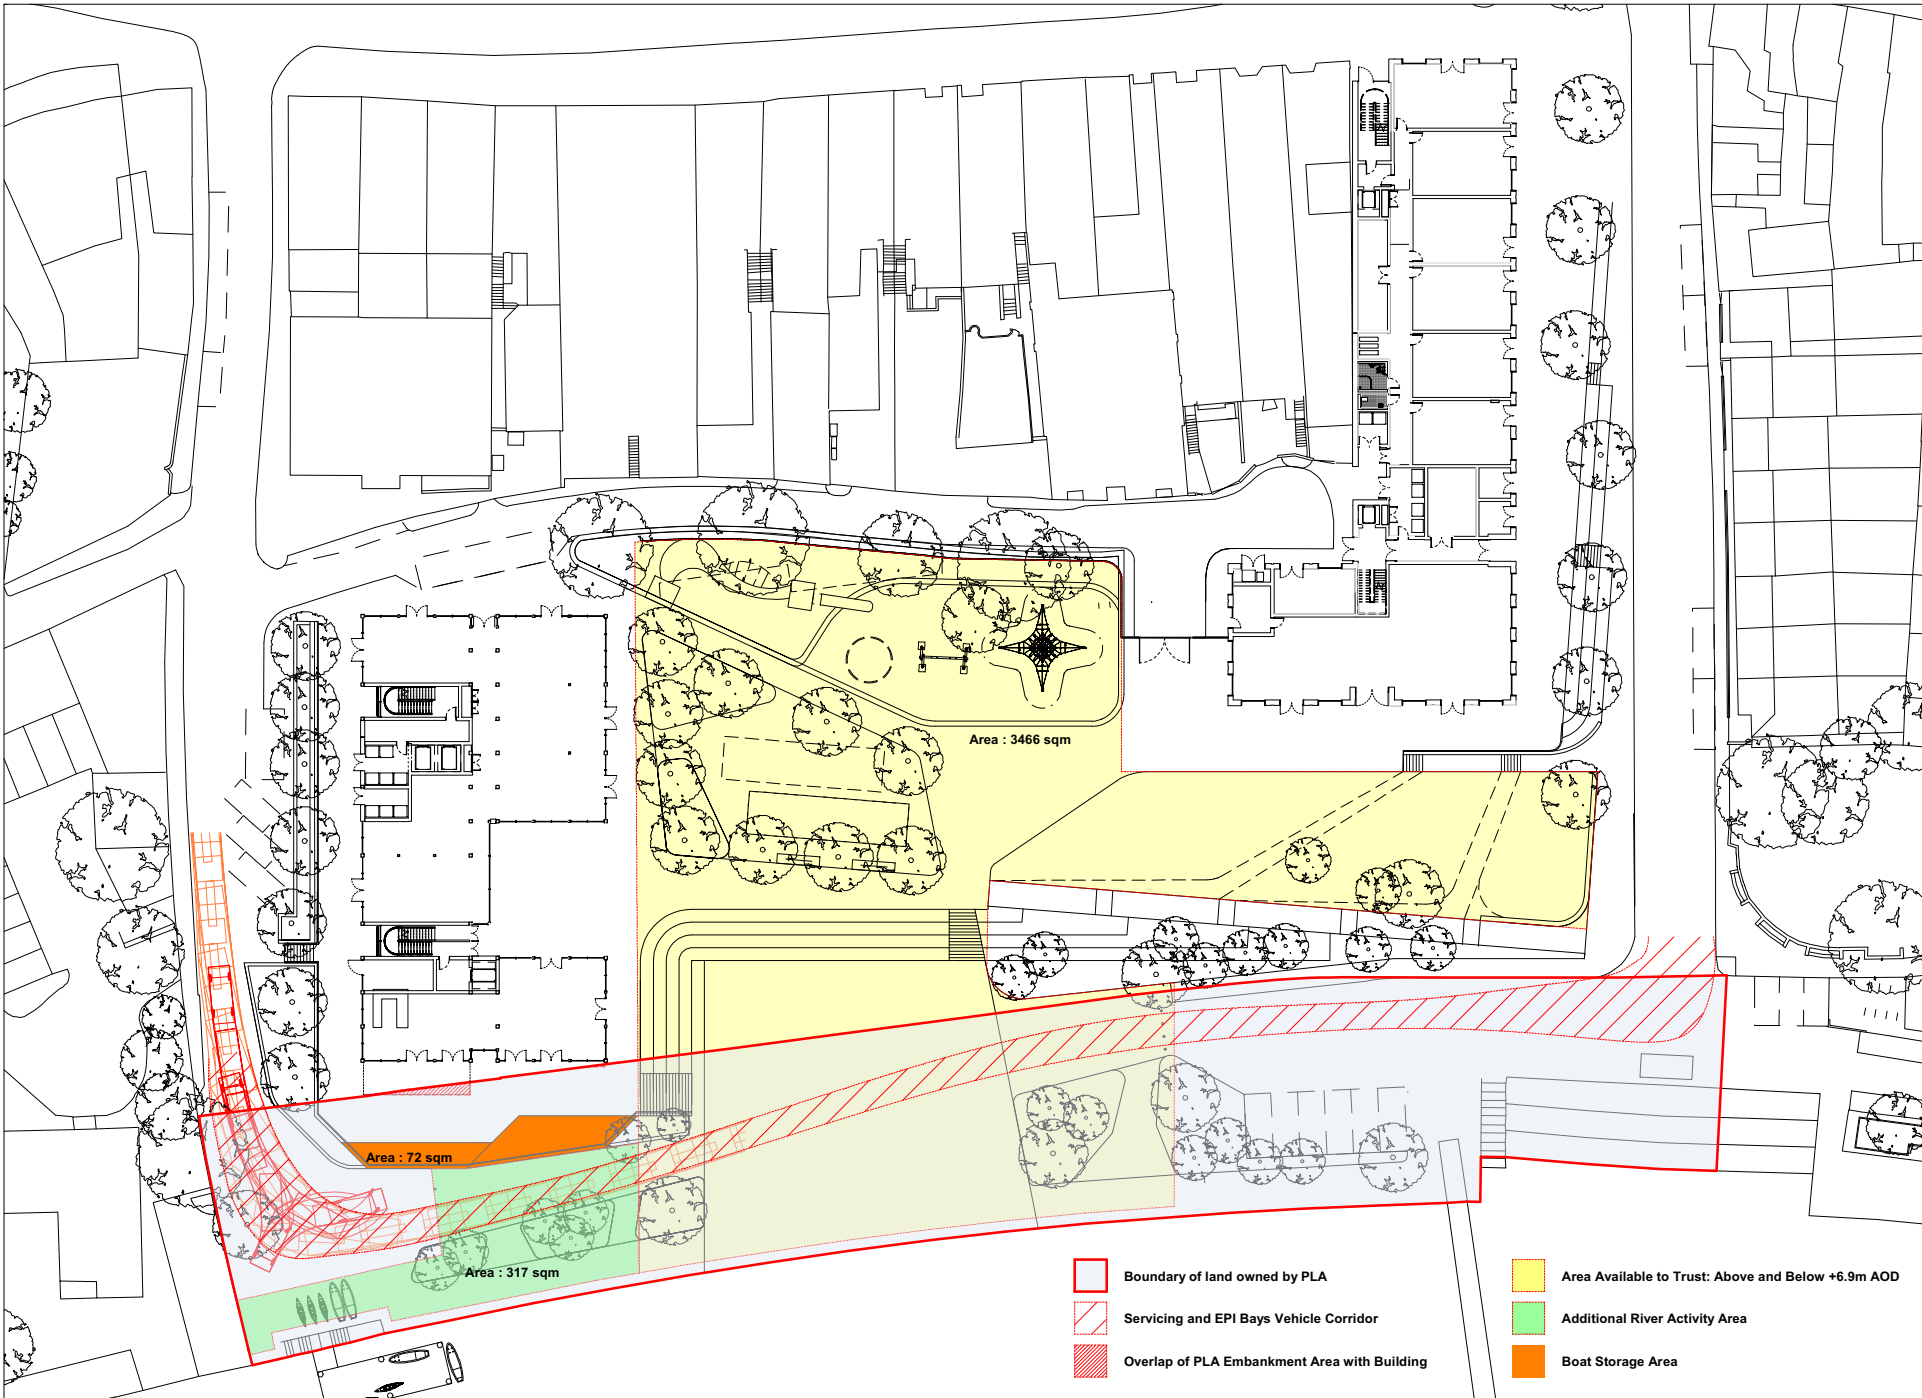 Area : 3466 sqm
Area : 72 sqm
Area : 317 sqm
Boundary of land owned by PLA
Servicing and EPI Bays Vehicle Corridor
Overlap of PLA Embankment Area with Building
Area Available to Trust: Above and Below +6.9m AOD
Additional River Activity Area
Boat Storage Area